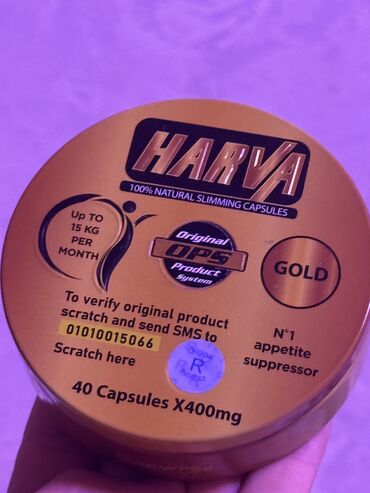 HARVA
100% NATURAL SLIMMING CAPSULES
Up TO
15 KG
PER
MONTH
Original
OPS
Product
System
GOLD
To verify original product
scratch and send SMS to
01010015066
Scratch here
Original
R
N°1
appetite
suppressor
40 Capsules X400mg